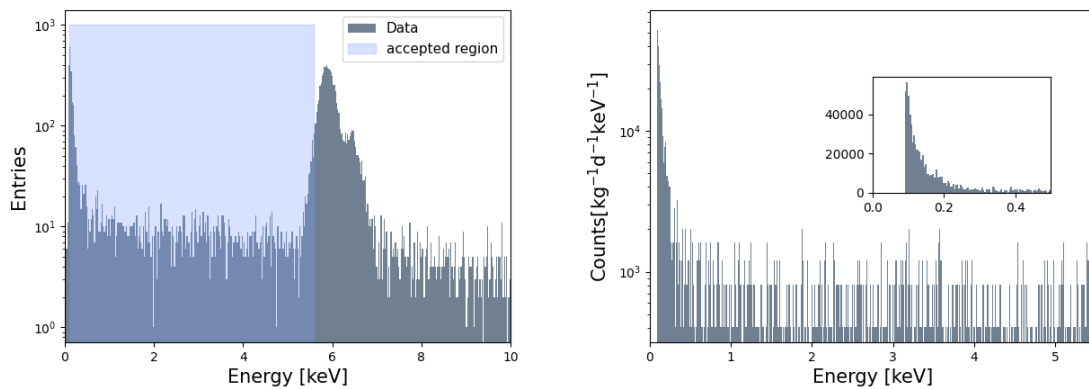 Entries
10³
10²
10¹
10⁰
Data
accepted region
0 2 4 6 8 10
Energy [keV]
Counts[kg⁻¹d⁻¹keV⁻¹]
10⁴
10³
40000
20000
0
0.0 0.2 0.4
0 1 2 3 4 5
Energy [keV]